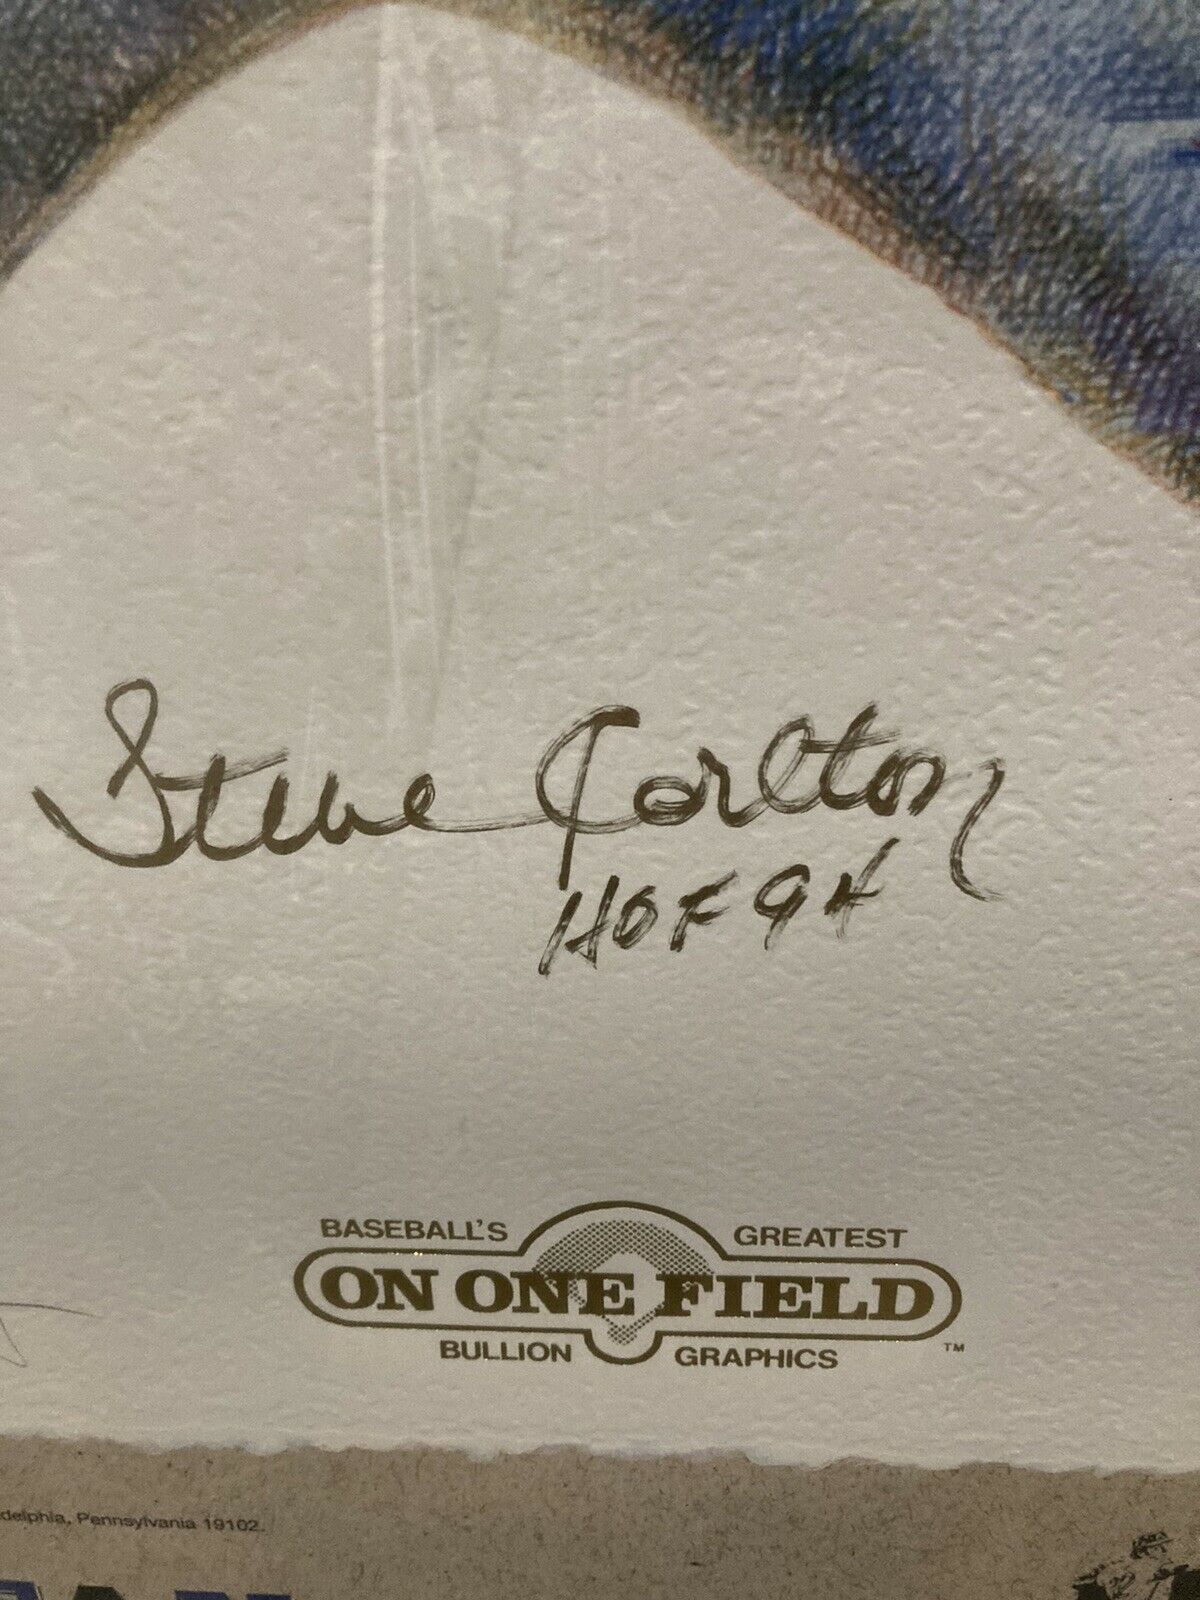 Steve Carlton
HOF 94
BASEBALL'S GREATEST
ON ONE FIELD
BULLION GRAPHICS ™
delphia, Pennsylvania 19102.